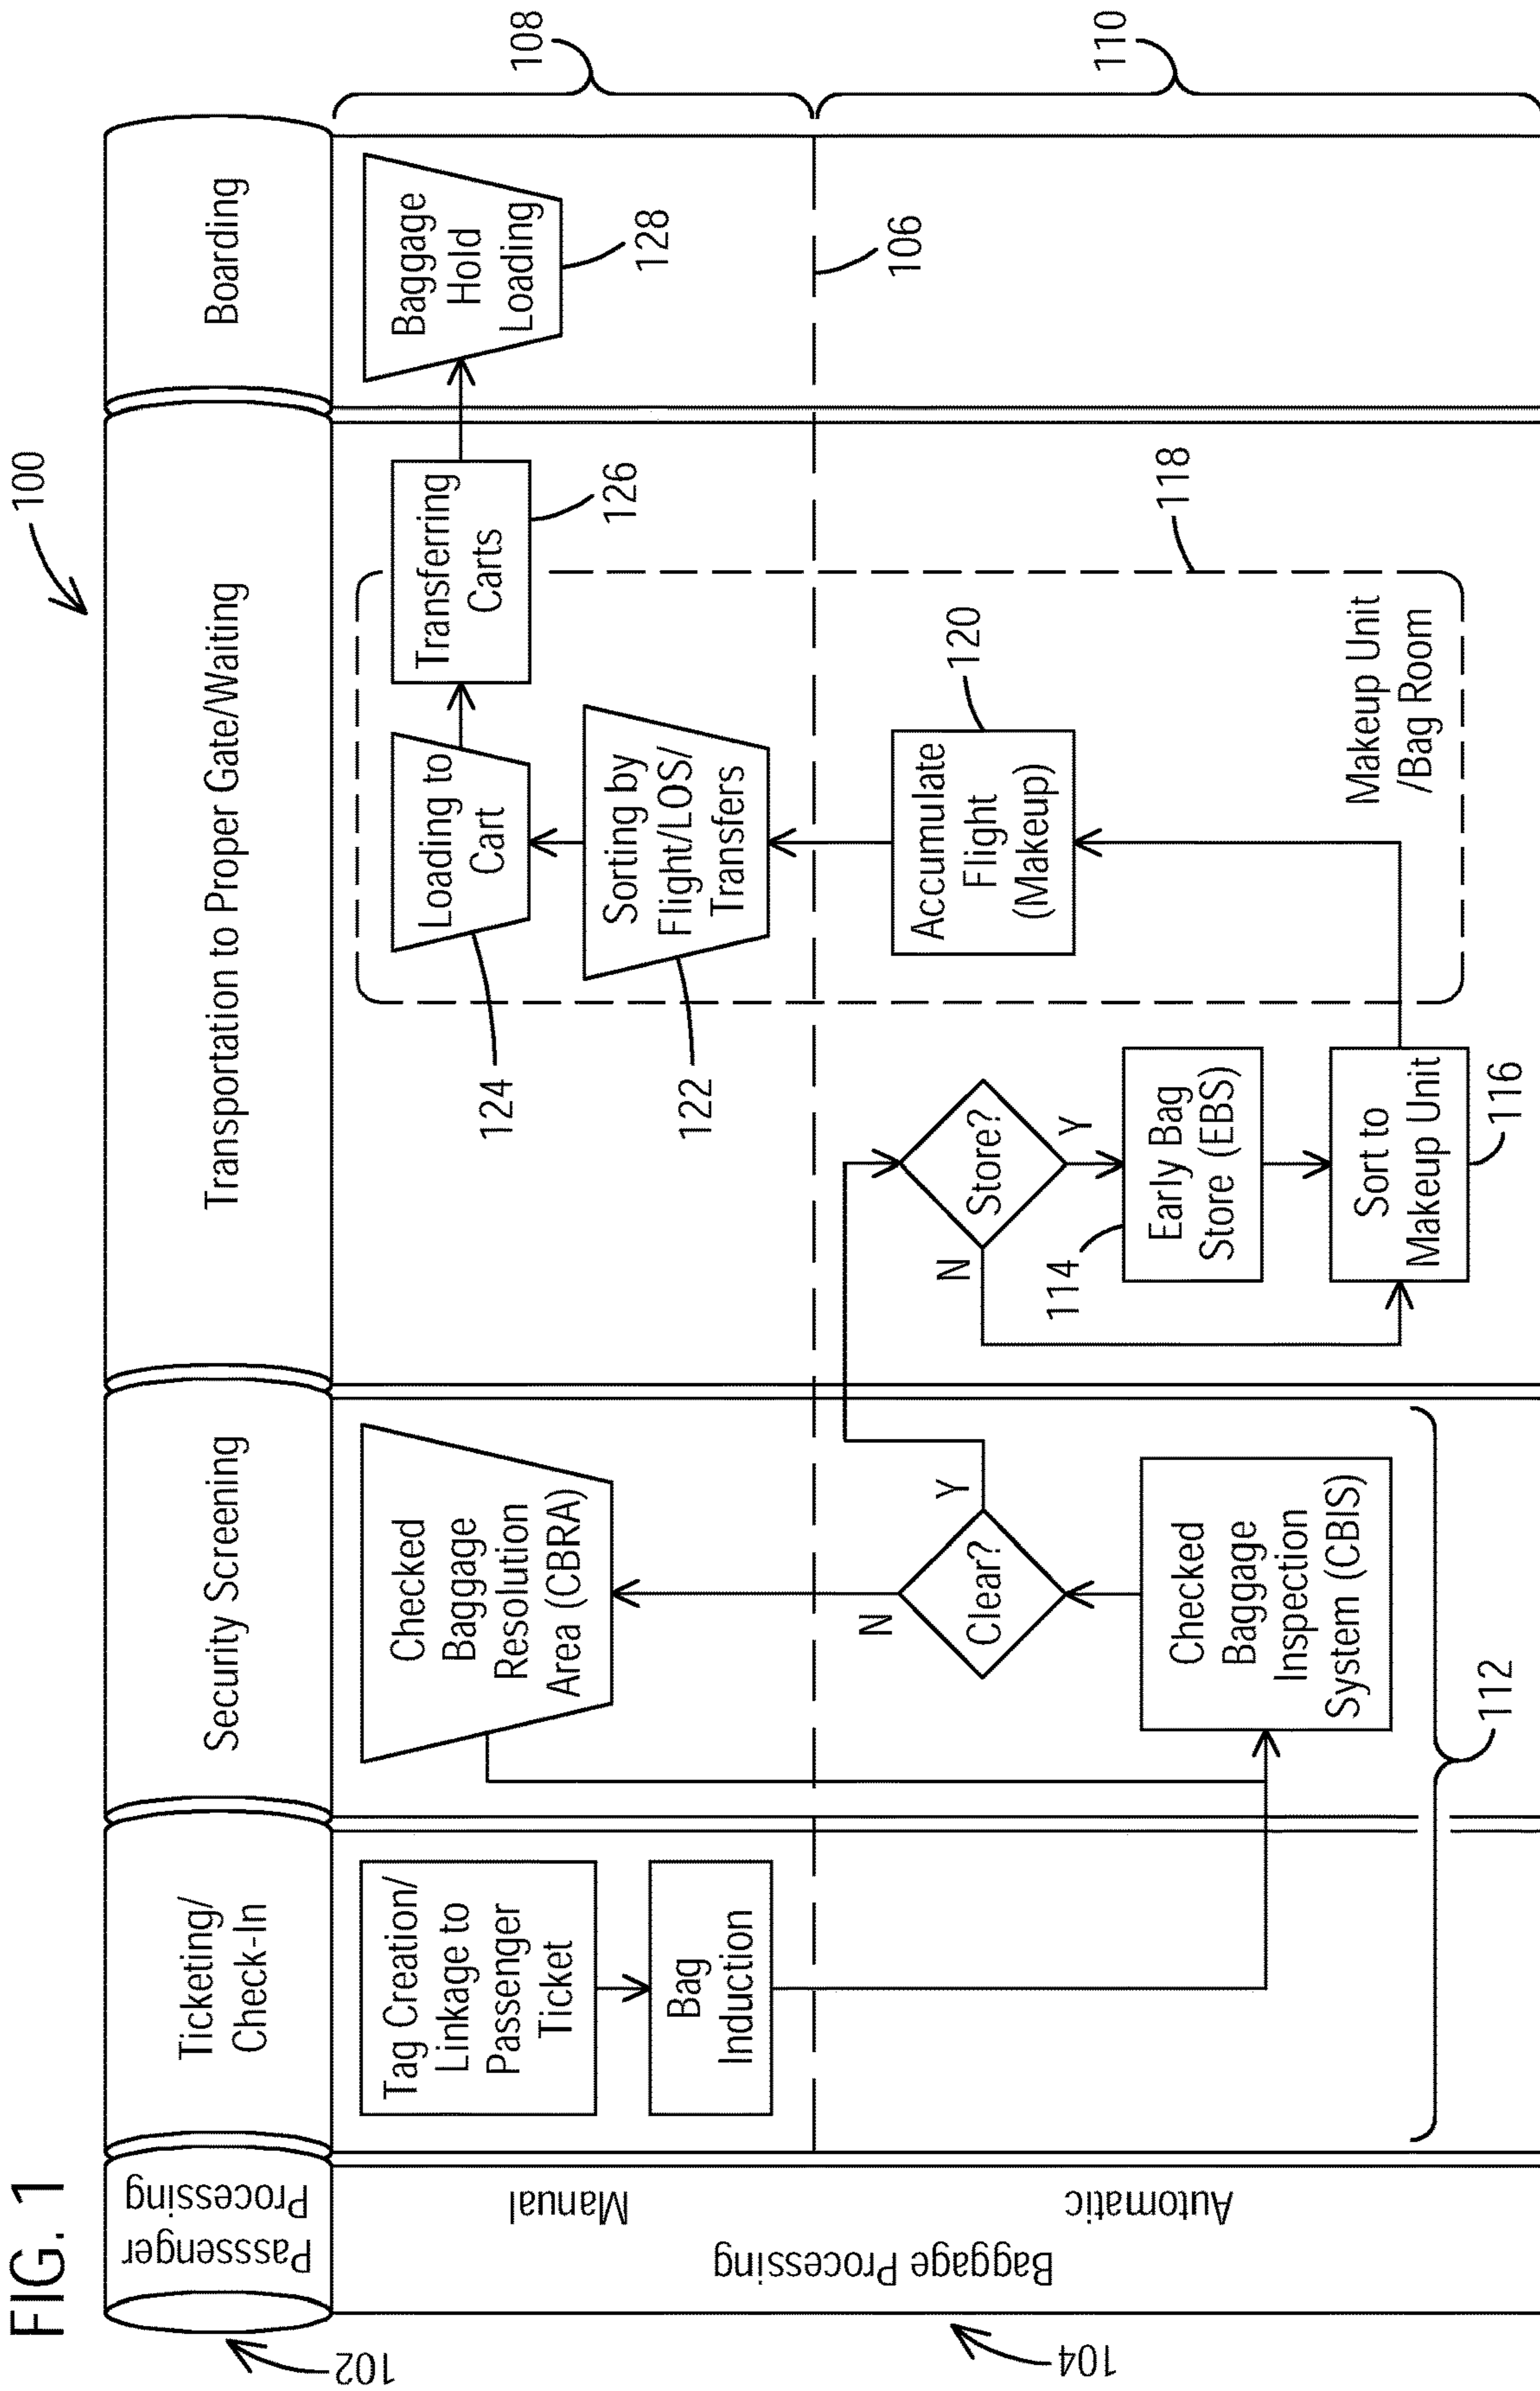 FIG. 1
100
102
Passsenger
Processing
Ticketing/
Check-In
Security Screening
Transportation to Proper Gate/Waiting
Boarding
104
Baggage Processing
Manual
Automatic
108
110
106
Tag Creation/
Linkage to
Passenger
Ticket
Bag
Induction
Checked
Baggage
Resolution
Area (CBRA)
N
Clear?
Y
Checked
Baggage
Inspection
System (CBIS)
112
Store?
N
Y
114
Early Bag
Store (EBS)
Sort to
Makeup Unit
116
124
Loading to
Cart
122
Sorting by
Flight/LOS/
Transfers
120
Accumulate
Flight
(Makeup)
Makeup Unit
/Bag Room
118
Transferring
Carts
126
Baggage
Hold
Loading
128